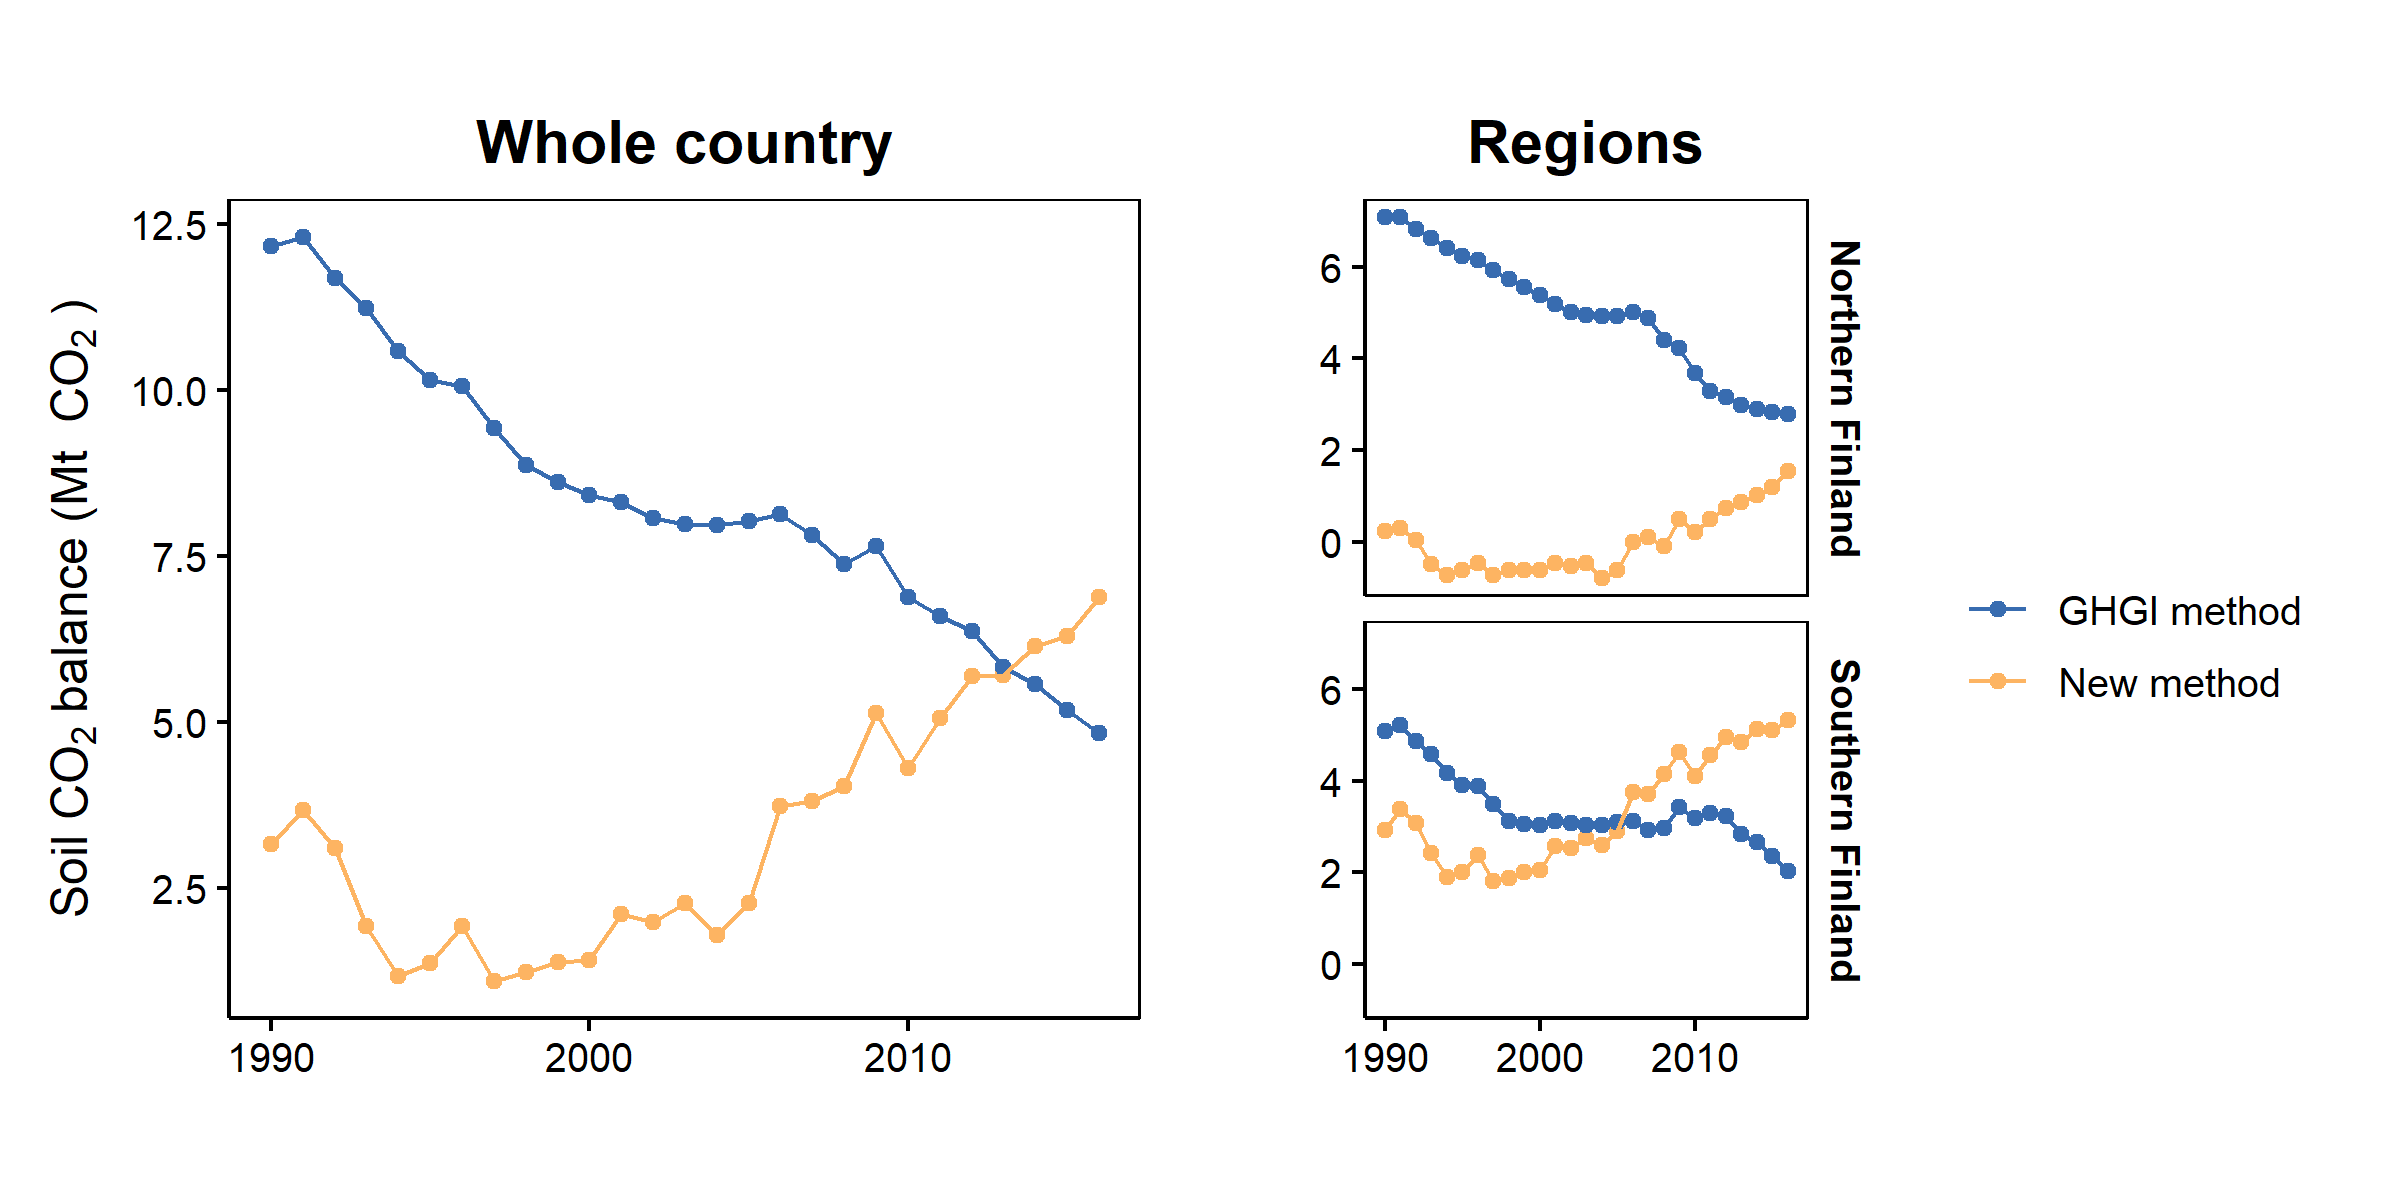 Whole country
Regions
Soil CO₂ balance (Mt CO₂ )
12.5
10.0
7.5
5.0
2.5
1990 2000 2010
6
4
2
0
Northern Finland
6
4
2
0
Southern Finland
1990 2000 2010
GHGI method
New method